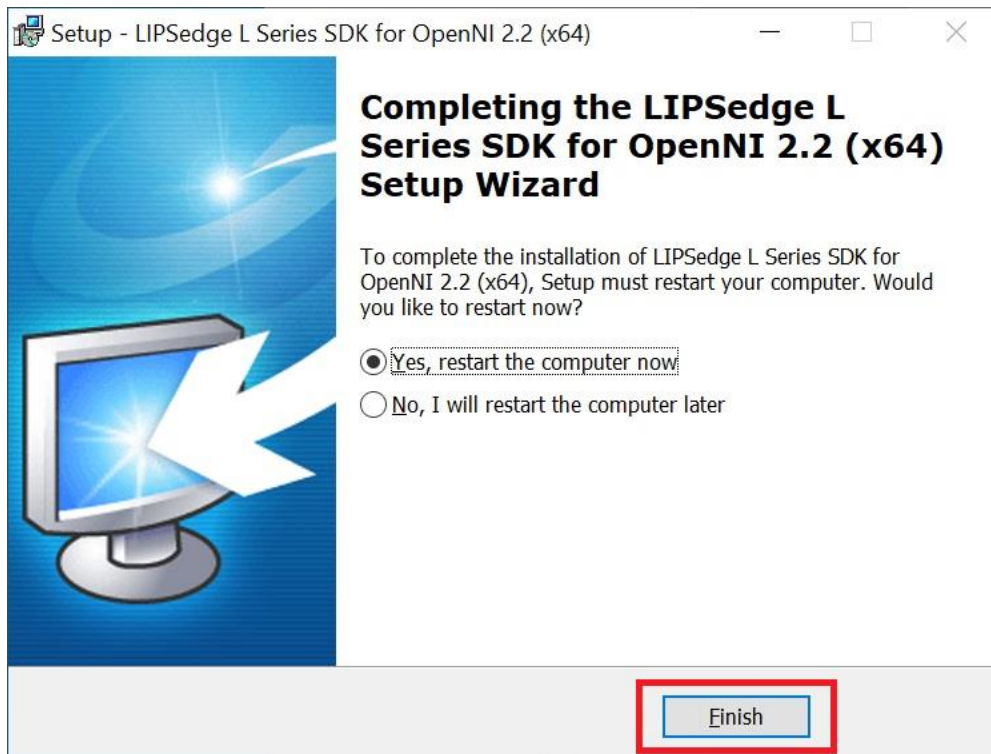 Setup - LIPSedge L Series SDK for OpenNI 2.2 (x64)
Completing the LIPSedge L
Series SDK for OpenNI 2.2 (x64)
Setup Wizard
To complete the installation of LIPSedge L Series SDK for
OpenNI 2.2 (x64), Setup must restart your computer. Would
you like to restart now?
Yes, restart the computer now
No, I will restart the computer later
Finish